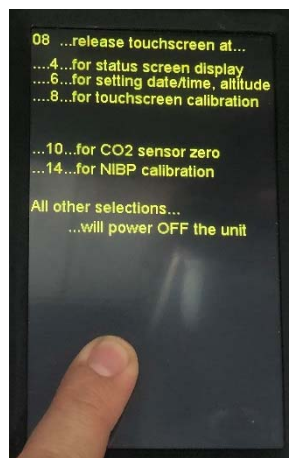 08 ...release touchscreen at...
....4...for status screen display
....6...for setting date/time, altitude
....8...for touchscreen calibration
...10...for CO2 sensor zero
...14...for NIBP calibration
All other selections...
...will power OFF the unit